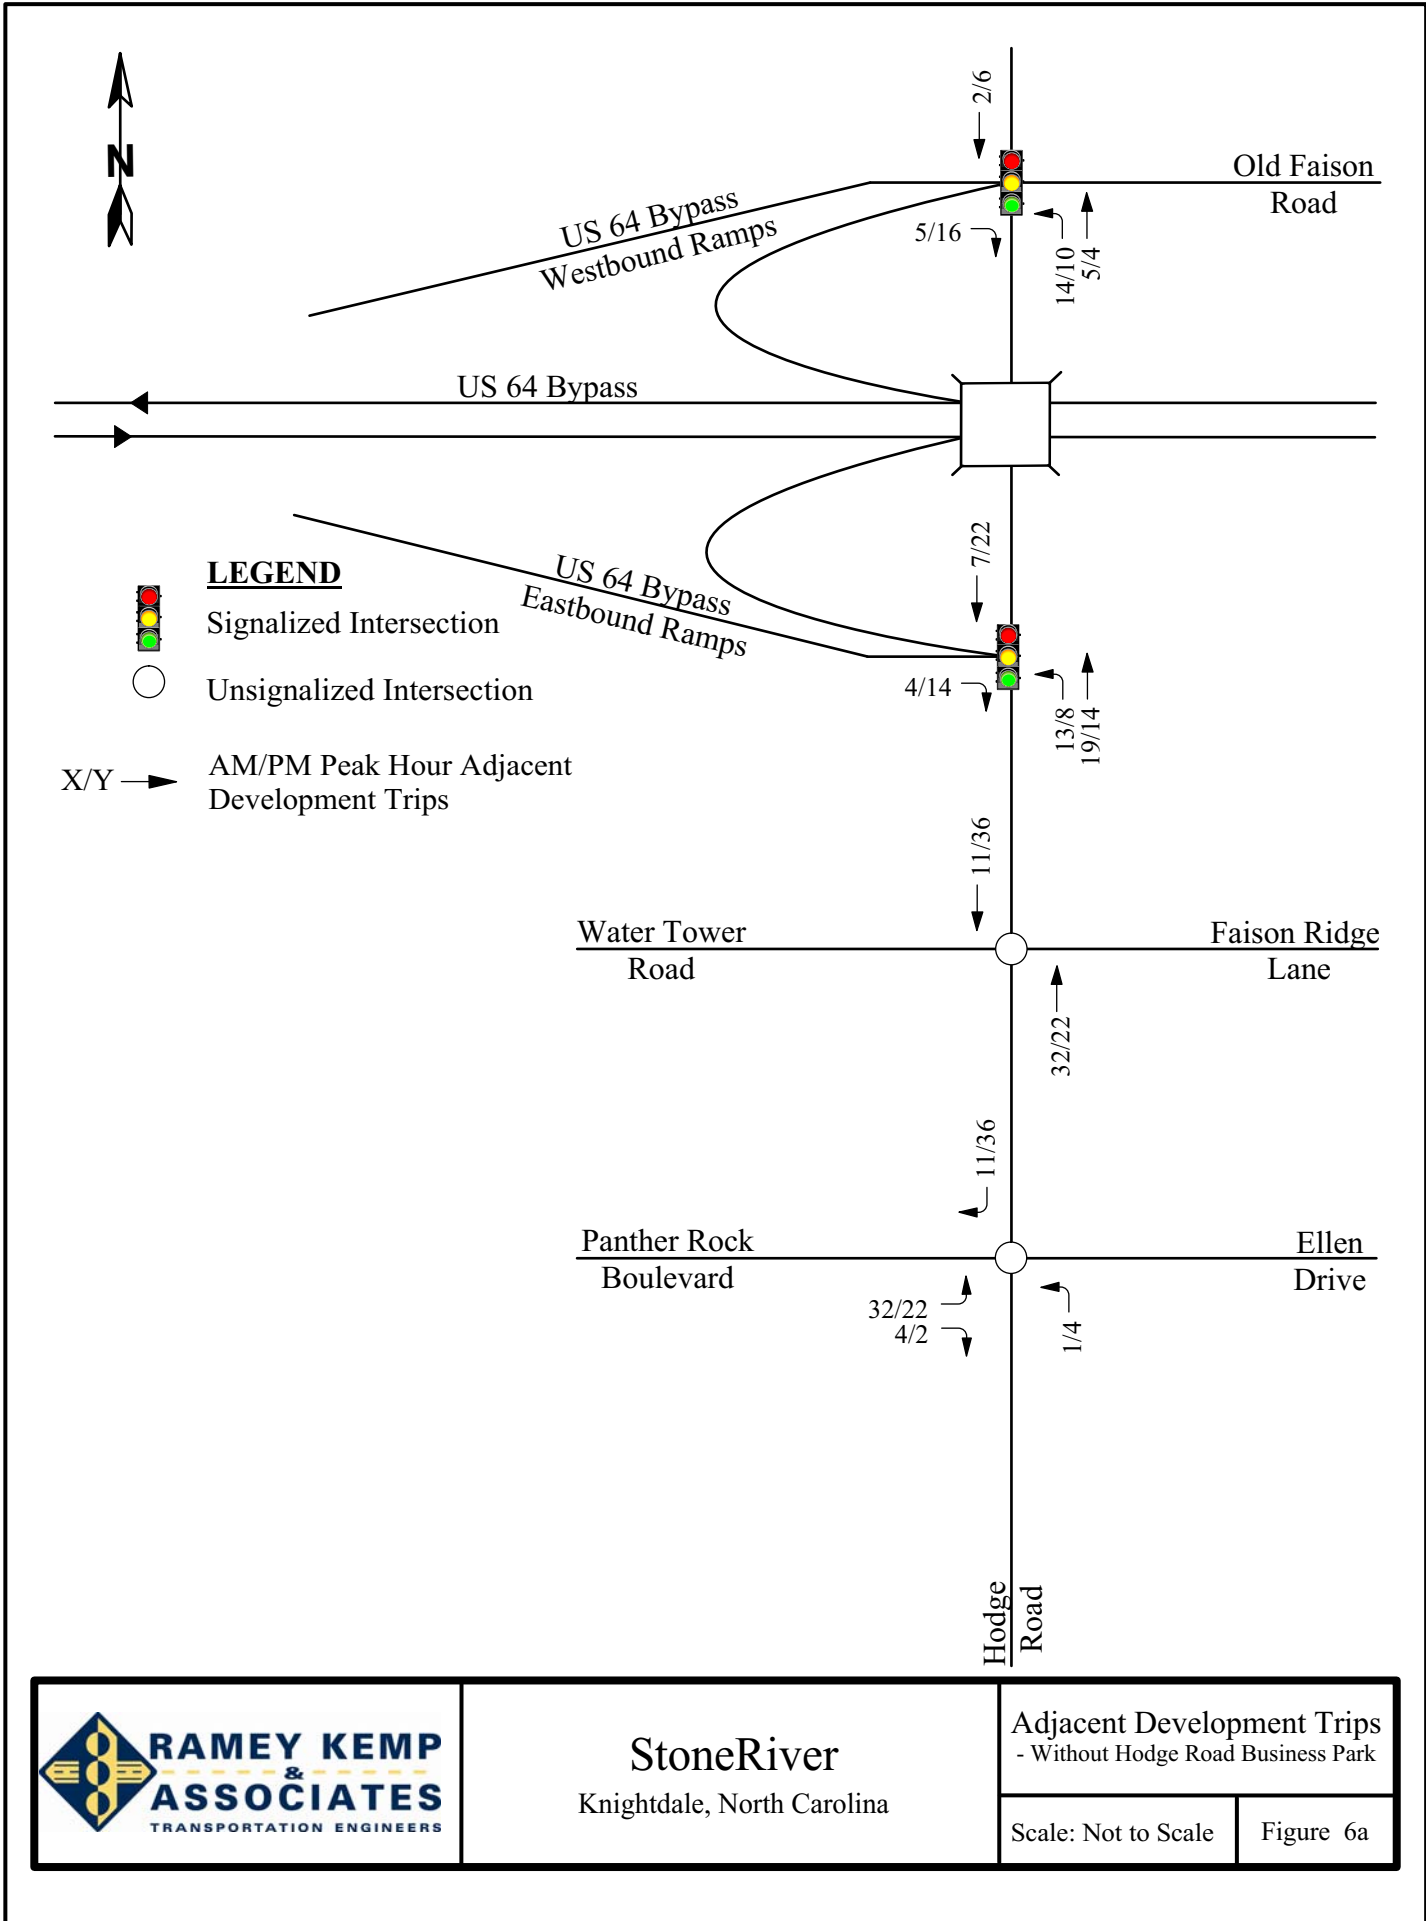 2/6
N
Old Faison
Road
US 64 Bypass
Westbound Ramps
5/16
14/10
5/4
US 64 Bypass
7/22
US 64 Bypass
Eastbound Ramps
LEGEND
Signalized Intersection
Unsignalized Intersection
X/Y
AM/PM Peak Hour Adjacent
Development Trips
4/14
13/8
19/14
11/36
Water Tower
Road
Faison Ridge
Lane
32/22
11/36
Panther Rock
Boulevard
Ellen
Drive
32/22
4/2
1/4
Hodge
Road
RAMEY KEMP
&
ASSOCIATES
TRANSPORTATION ENGINEERS
StoneRiver
Knightdale, North Carolina
Adjacent Development Trips
- Without Hodge Road Business Park
Scale: Not to Scale
Figure 6a